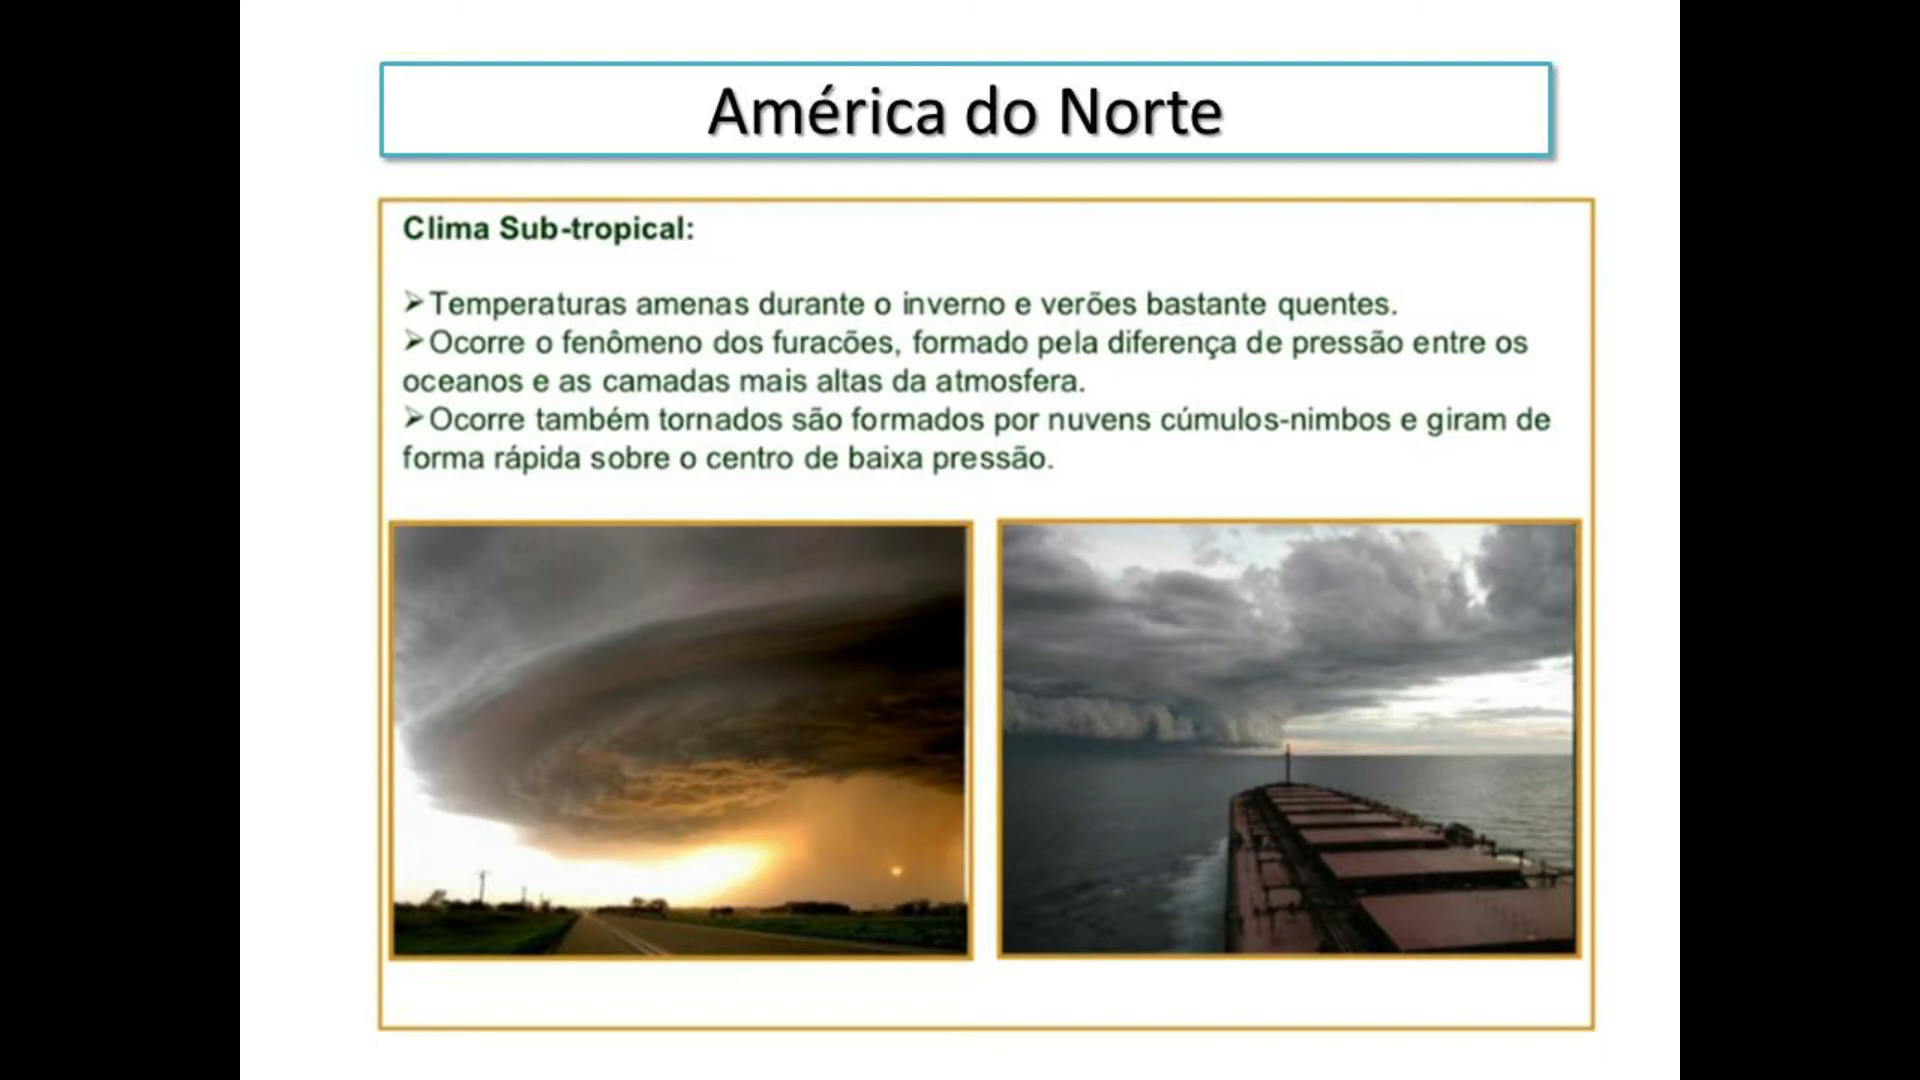 América do Norte
Clima Sub-tropical:
➢Temperaturas amenas durante o inverno e verões bastante quentes.
➢Ocorre o fenômeno dos furacões, formado pela diferença de pressão entre os
oceanos e as camadas mais altas da atmosfera.
➢Ocorre também tornados são formados por nuvens cúmulos-nimbos e giram de
forma rápida sobre o centro de baixa pressão.